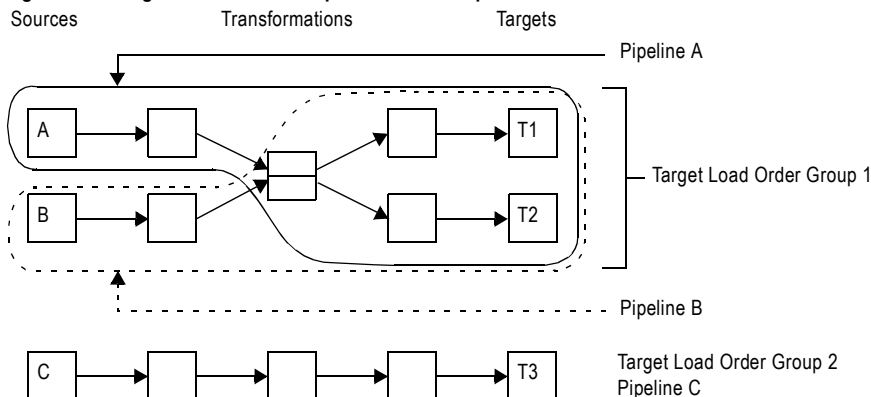 Sources Transformations Targets
Pipeline A
A T1
Target Load Order Group 1
B T2
Pipeline B
C T3
Target Load Order Group 2
Pipeline C